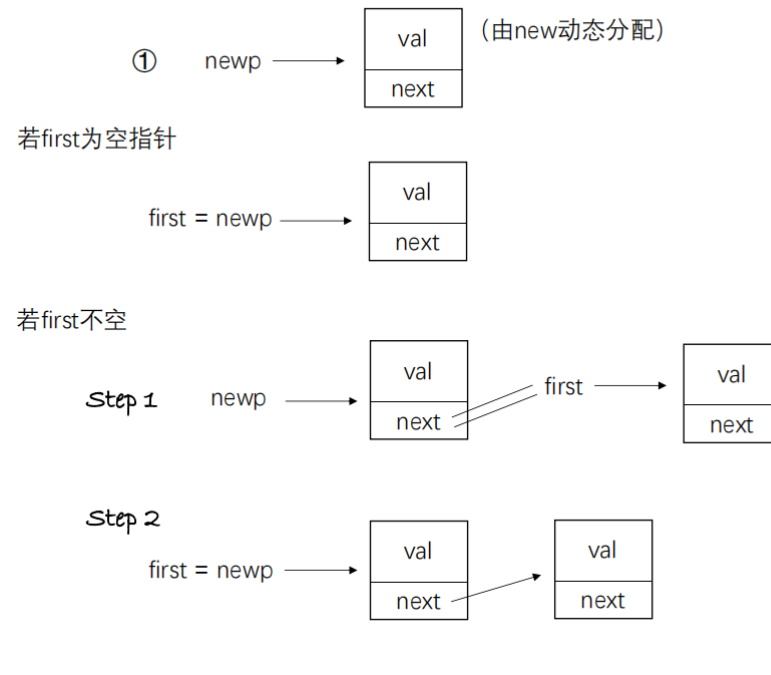 val （由new动态分配）
① newp
next
若first为空指针
val
first = newp
next
若first不空
val val
Step 1 newp first
next next
Step 2
val val
first = newp
next next